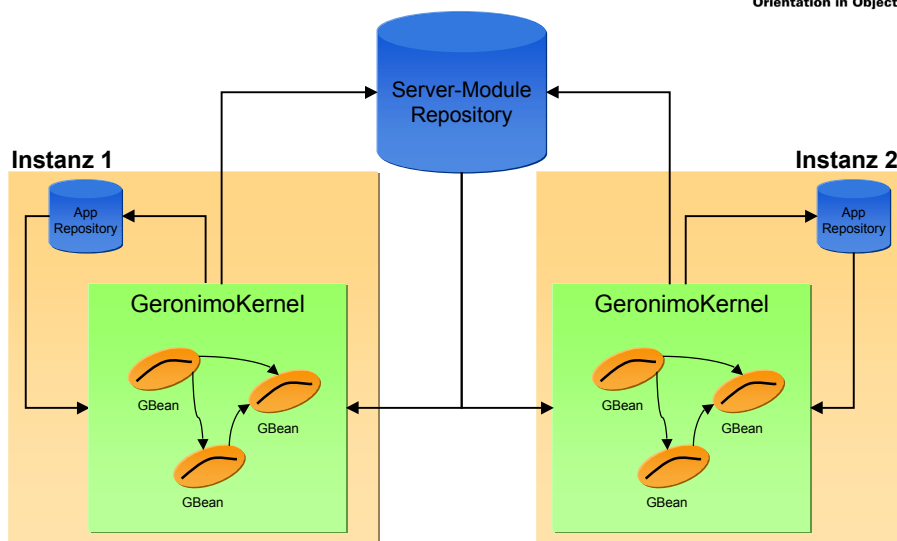 Orientation in Object
Server-Module
Repository
Instanz 1
Instanz 2
App
Repository
App
Repository
GeronimoKernel
GeronimoKernel
GBean
GBean
GBean
GBean
GBean
GBean